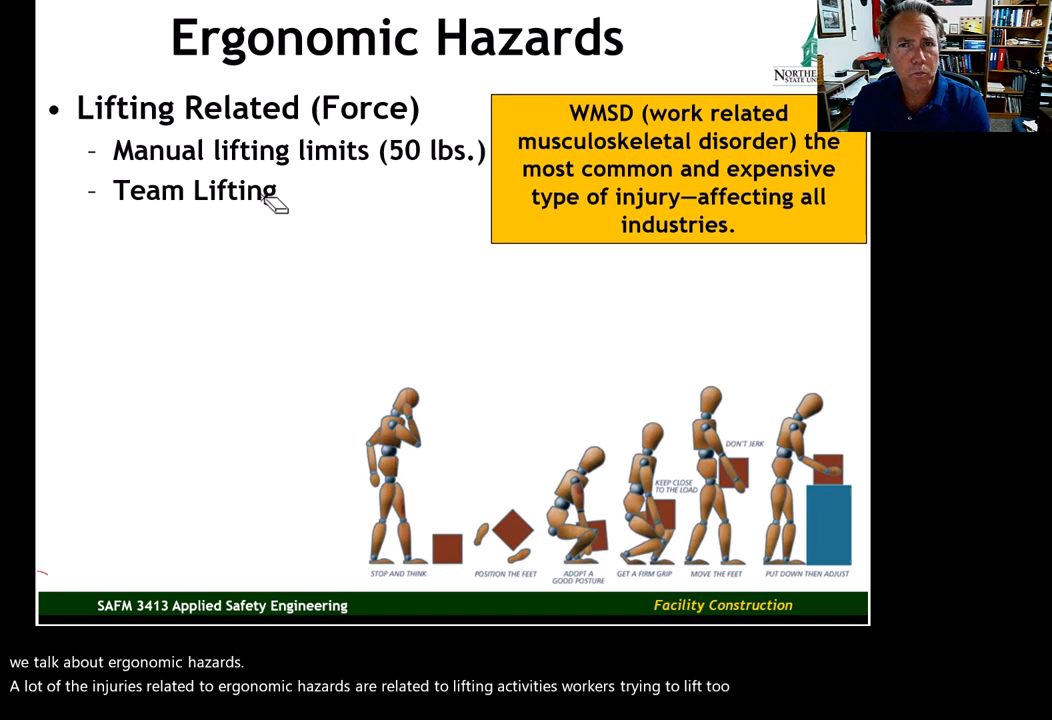 Ergonomic Hazards
• Lifting Related (Force)
- Manual lifting limits (50 lbs.)
- Team Lifting
WMSD (work related
musculoskeletal disorder) the
most common and expensive
type of injury—affecting all
industries.
STOP AND THINK
POSITION THE FEET
ADOPT A
GOOD POSTURE
KEEP CLOSE
TO THE LOAD
GET A FIRM GRIP
DON'T JERK
MOVE THE FEET
PUT DOWN THEN ADJUST
SAFM 3413 Applied Safety Engineering
Facility Construction
we talk about ergonomic hazards.
A lot of the injuries related to ergonomic hazards are related to lifting activities workers trying to lift too